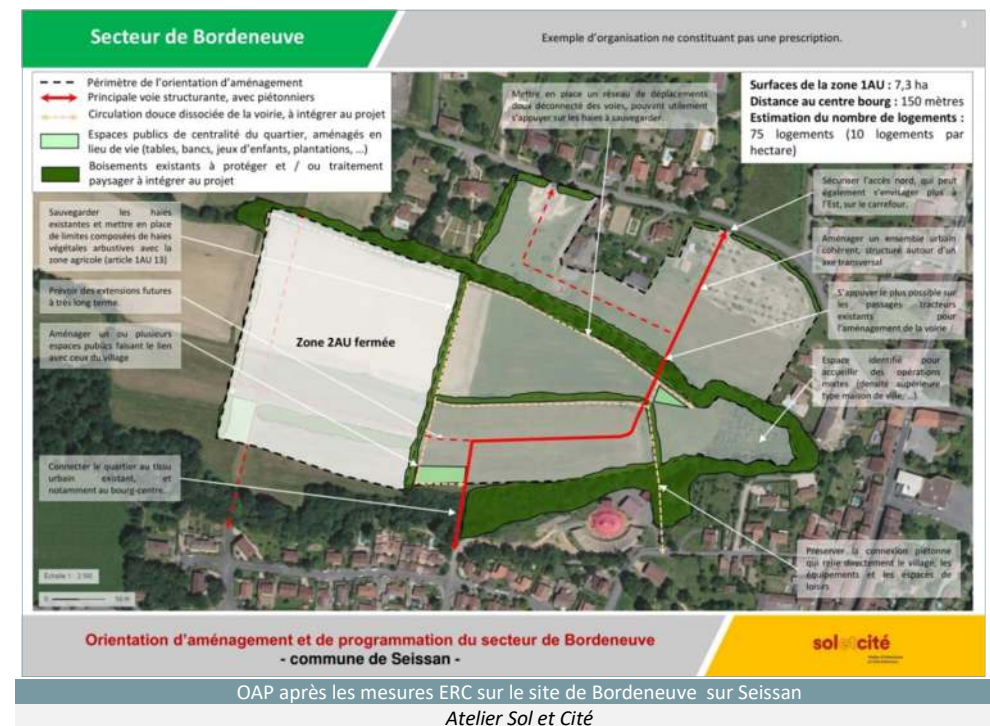 Secteur de Bordeneuve
Exemple d'organisation ne constituant pas une prescription.
Périmètre de l'orientation d'aménagement
Principale voie structurante, avec piétonniers
Circulation douce dissociée de la voirie, à intégrer au projet
Espaces publics de centralité du quartier, aménagés en
lieu de vie (tables, bancs, jeux d'enfants, plantations, ...)
Boisements existants à protéger et / ou traitement
paysager à intégrer au projet
Mettre en place un réseau de déplacements
doux déconnecté des voies, pouvant utilement
s'appuyer sur les haies à sauvegarder.
Surfaces de la zone 1AU : 7,3 ha
Distance au centre bourg : 150 mètres
Estimation du nombre de logements :
75 logements (10 logements par
hectare)
Sauvegarder les haies
existantes et mettre en place
de limites composées de haies
végétales arbustives avec la
zone agricole (article 1AU 13)
Prévoir des extensions futures
à très long terme.
Aménager un ou plusieurs
espaces publics faisant le lien
avec ceux du village
Connecter le quartier au tissu
urbain existant, et
notamment au bourg-centre...
Zone 2AU fermée
Sécuriser l'accès nord, qui peut
également s'envisager plus à
l'Est, sur le carrefour.
Aménager un ensemble urbain
cohérent, structuré autour d'un
axe transversal
S'appuyer le plus possible sur
les passages tracteurs
existants pour
l'aménagement de la voirie
Espace identifié pour
accueillir des opérations
mixtes (densité supérieure
type maison de ville, ...)
Préserver la connexion piétonne
qui relie directement le village, les
équipements et les espaces de
loisirs
0 50 m
Orientation d'aménagement et de programmation du secteur de Bordeneuve
- commune de Seissan -
sol et cité
OAP après les mesures ERC sur le site de Bordeneuve sur Seissan
Atelier Sol et Cité